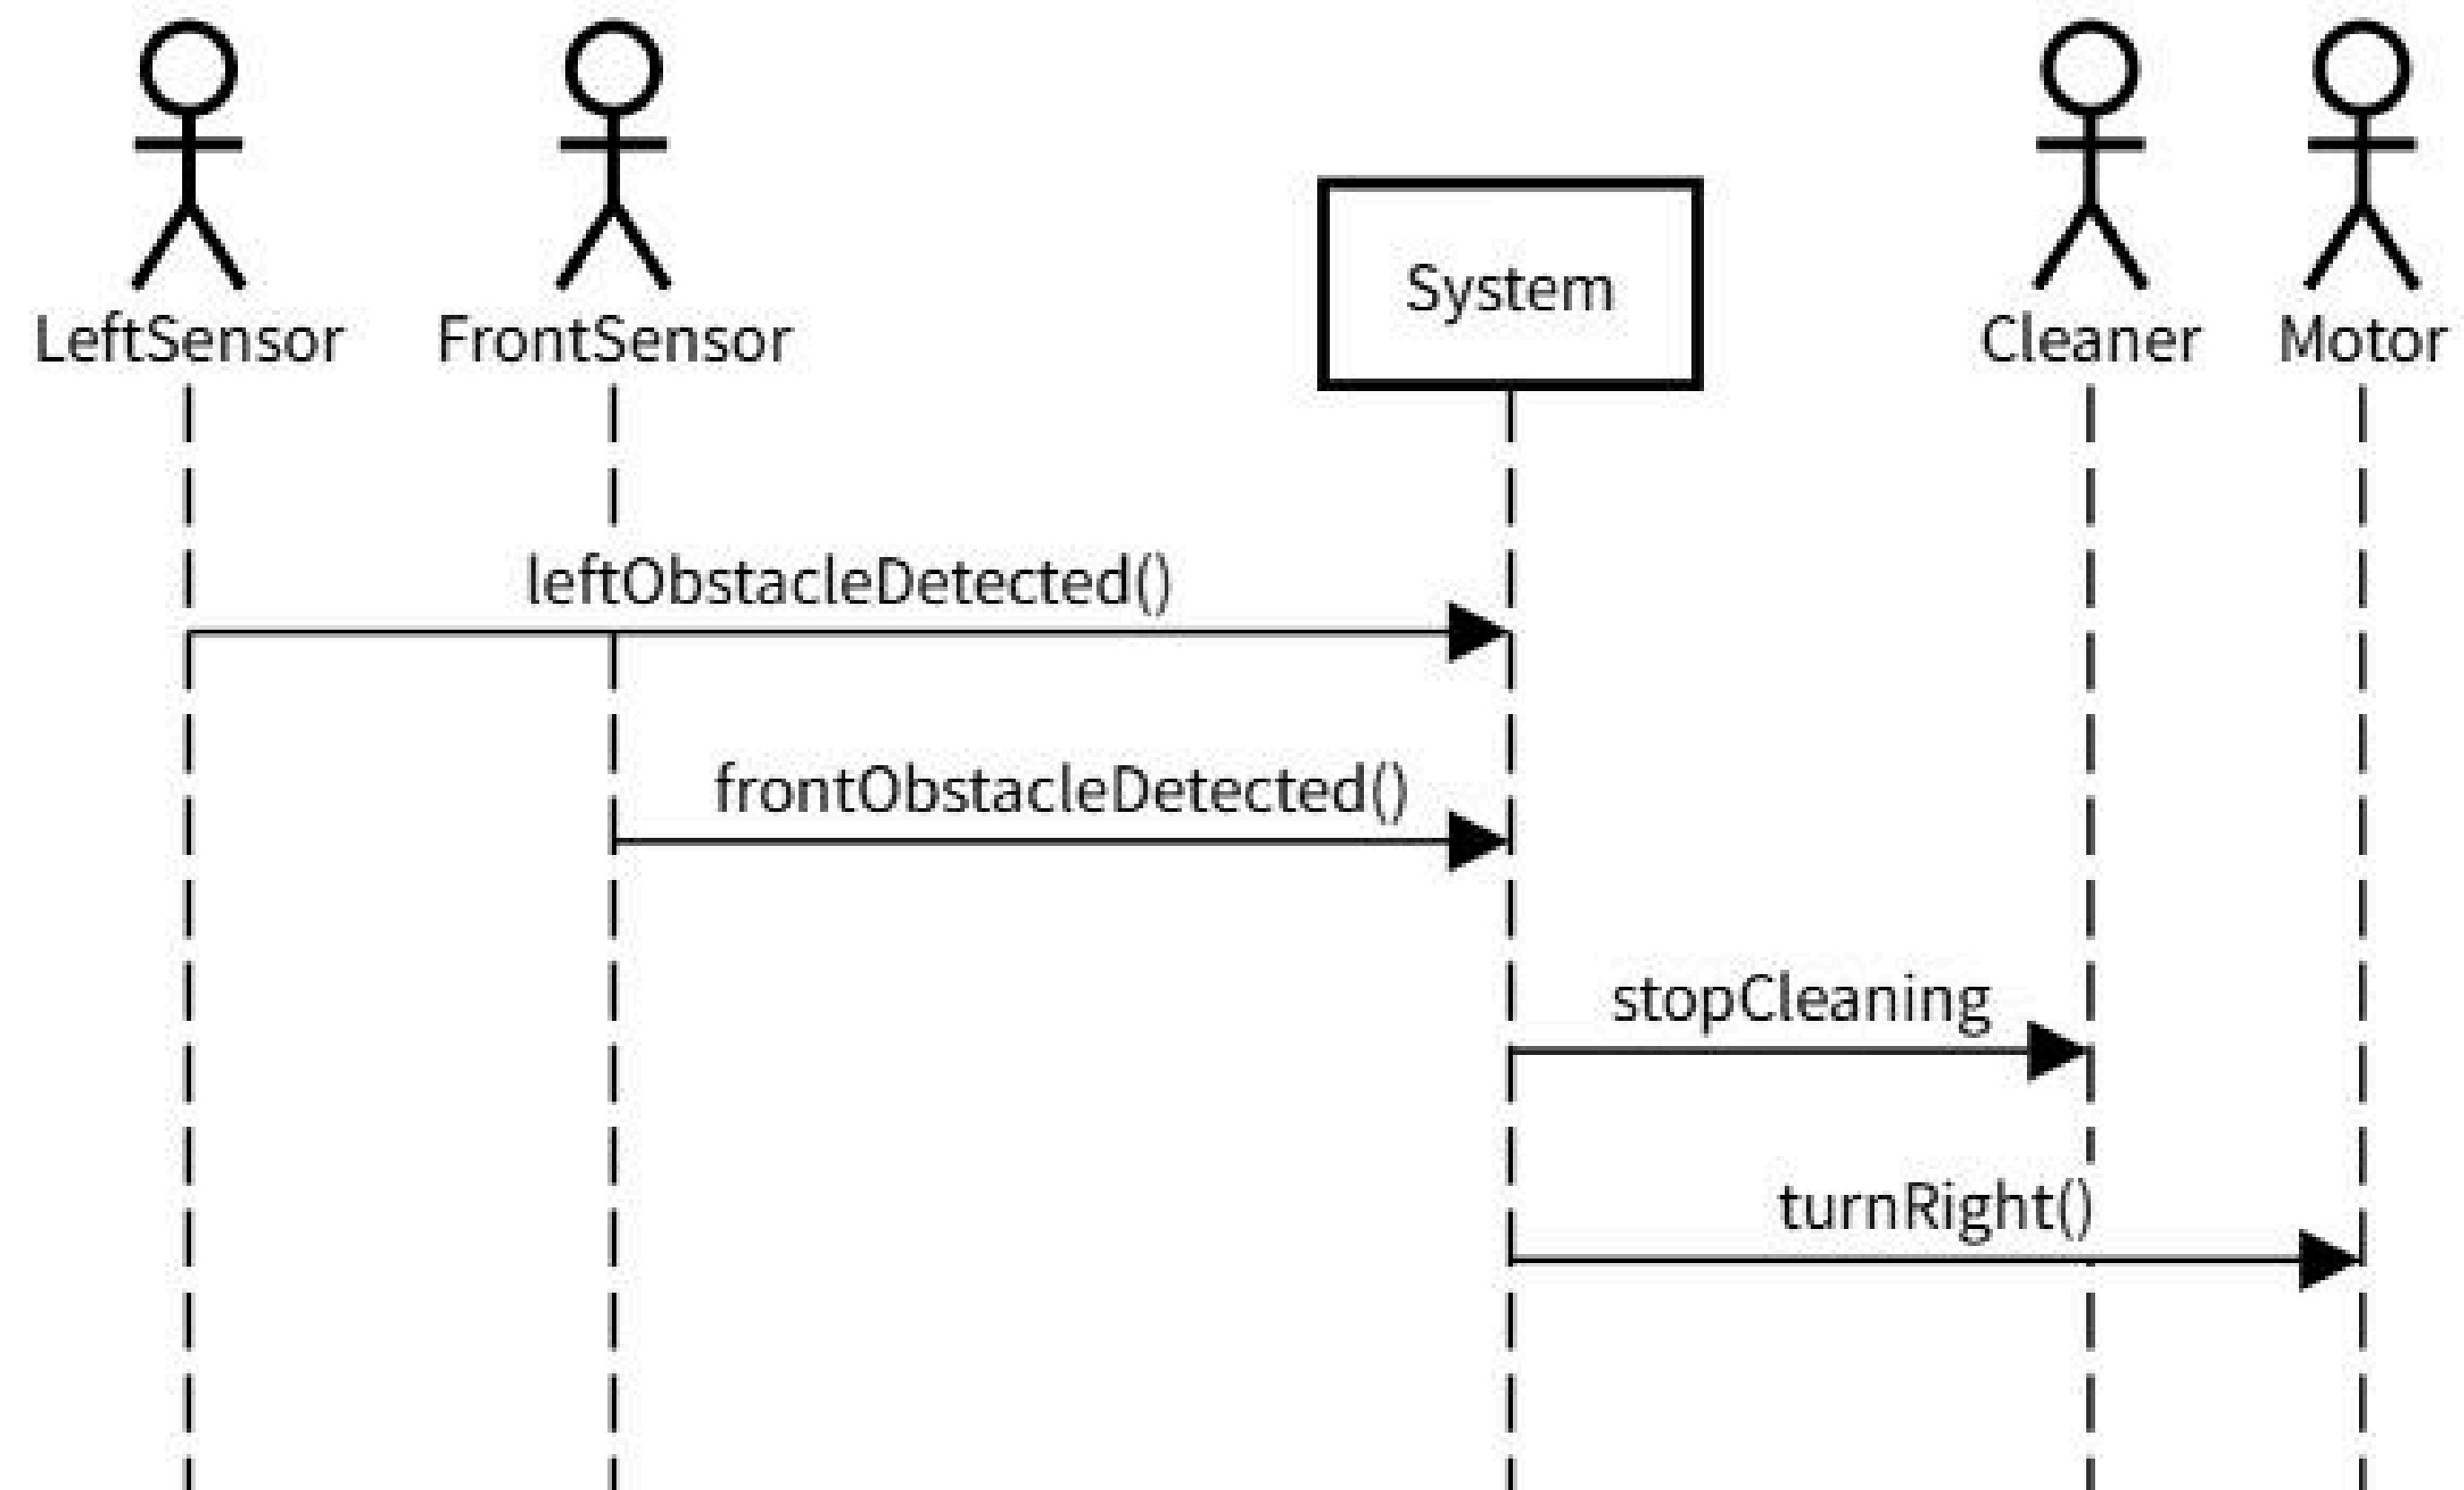 System
LeftSensor
FrontSensor
Cleaner
Motor
leftObstacleDetected()
frontObstacleDetected()
stopCleaning
turnRight()